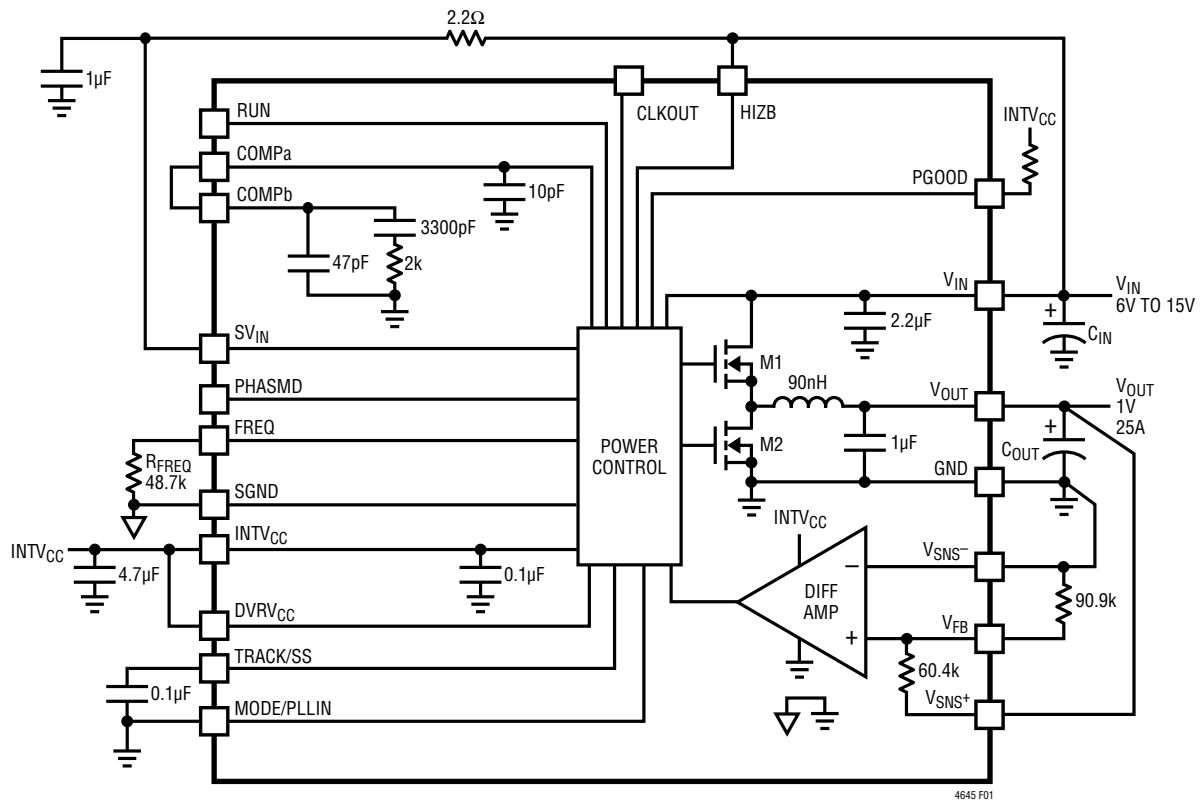 2.2Ω
1µF
CLKOUT
HIZB
INTVCC
RUN
COMPa
10pF
COMPb
3300pF
47pF
2k
PGOOD
VIN
VIN
6V TO 15V
2.2µF
CIN
SVIN
M1
PHASMD
90nH
VOUT
VOUT
1V
25A
FREQ
RFREQ
48.7k
POWER
CONTROL
M2
1µF
COUT
GND
SGND
INTVCC
INTVCC
4.7µF
0.1µF
INTVCC
VSNS–
–
DIFF
AMP
90.9k
DVRVCC
VFB
+
+
+
TRACK/SS
60.4k
0.1µF
VSNS+
MODE/PLLIN
4645 F01